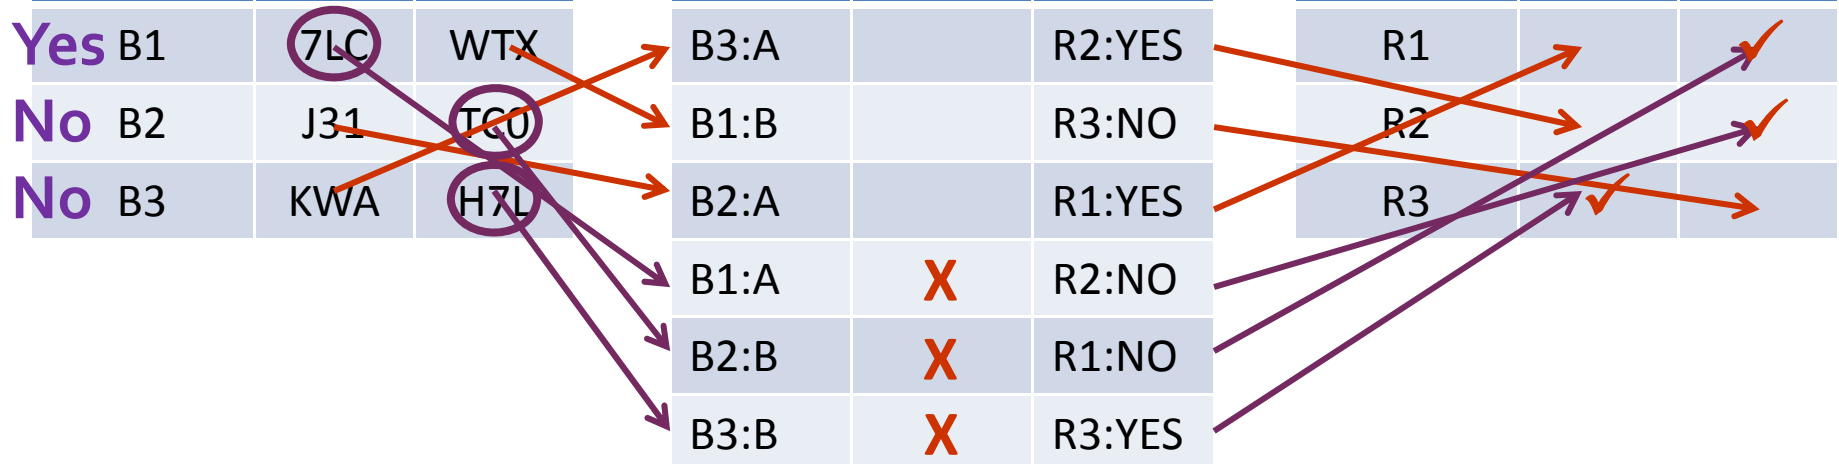 Yes B1 7LC WTX
No B2 J31 TC0
No B3 KWA H7L
B3:A R2:YES
B1:B R3:NO
B2:A R1:YES
B1:A X R2:NO
B2:B X R1:NO
B3:B X R3:YES
R1
R2
R3